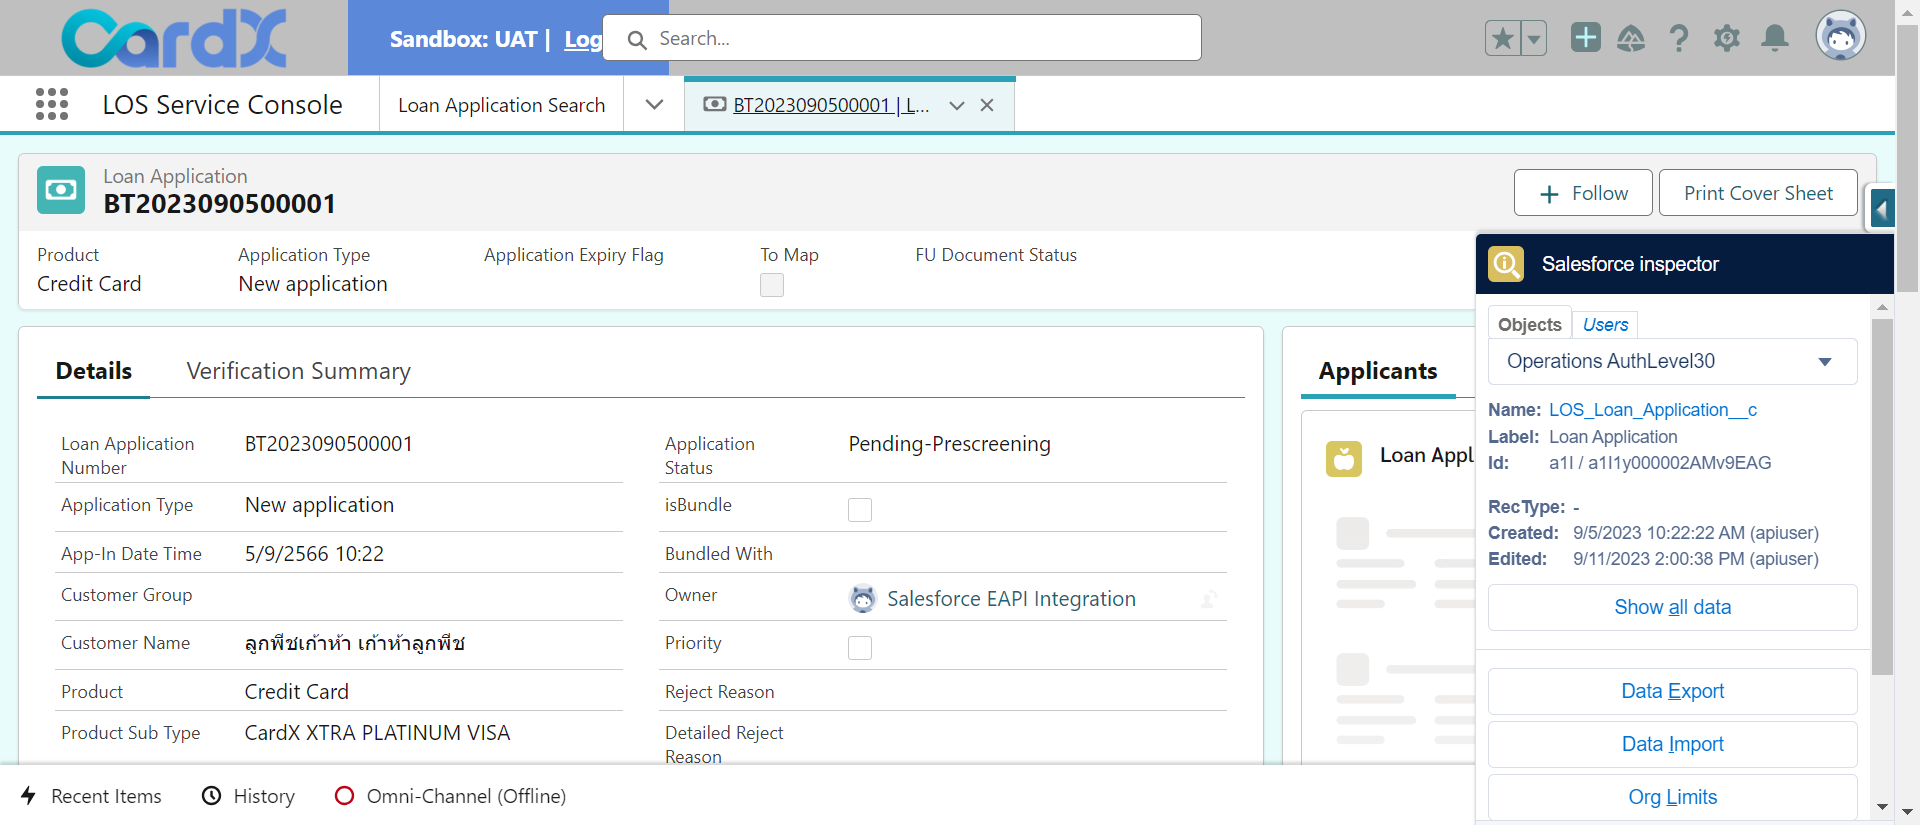 CardX
Sandbox: UAT | Log
Search...
LOS Service Console
Loan Application Search
BT2023090500001 | L...
Loan Application
BT2023090500001
Follow
Print Cover Sheet
Product
Credit Card
Application Type
New application
Application Expiry Flag
To Map
FU Document Status
Salesforce inspector
Objects
Users
Operations AuthLevel30
Name: LOS_Loan_Application__c
Label: Loan Application
Id: a1I / a1I1y000002AMv9EAG
RecType: -
Created: 9/5/2023 10:22:22 AM (apiuser)
Edited: 9/11/2023 2:00:38 PM (apiuser)
Show all data
Data Export
Data Import
Org Limits
Details
Verification Summary
Loan Application
Number
BT2023090500001
Application Type
New application
App-In Date Time
5/9/2566 10:22
Customer Group
Customer Name
ลูกพีชเก้าห้า เก้าห้าลูกพีช
Product
Credit Card
Product Sub Type
CardX XTRA PLATINUM VISA
Application
Status
Pending-Prescreening
isBundle
Bundled With
Owner
Salesforce EAPI Integration
Priority
Reject Reason
Detailed Reject
Reason
Applicants
Loan Appl
Recent Items
History
Omni-Channel (Offline)